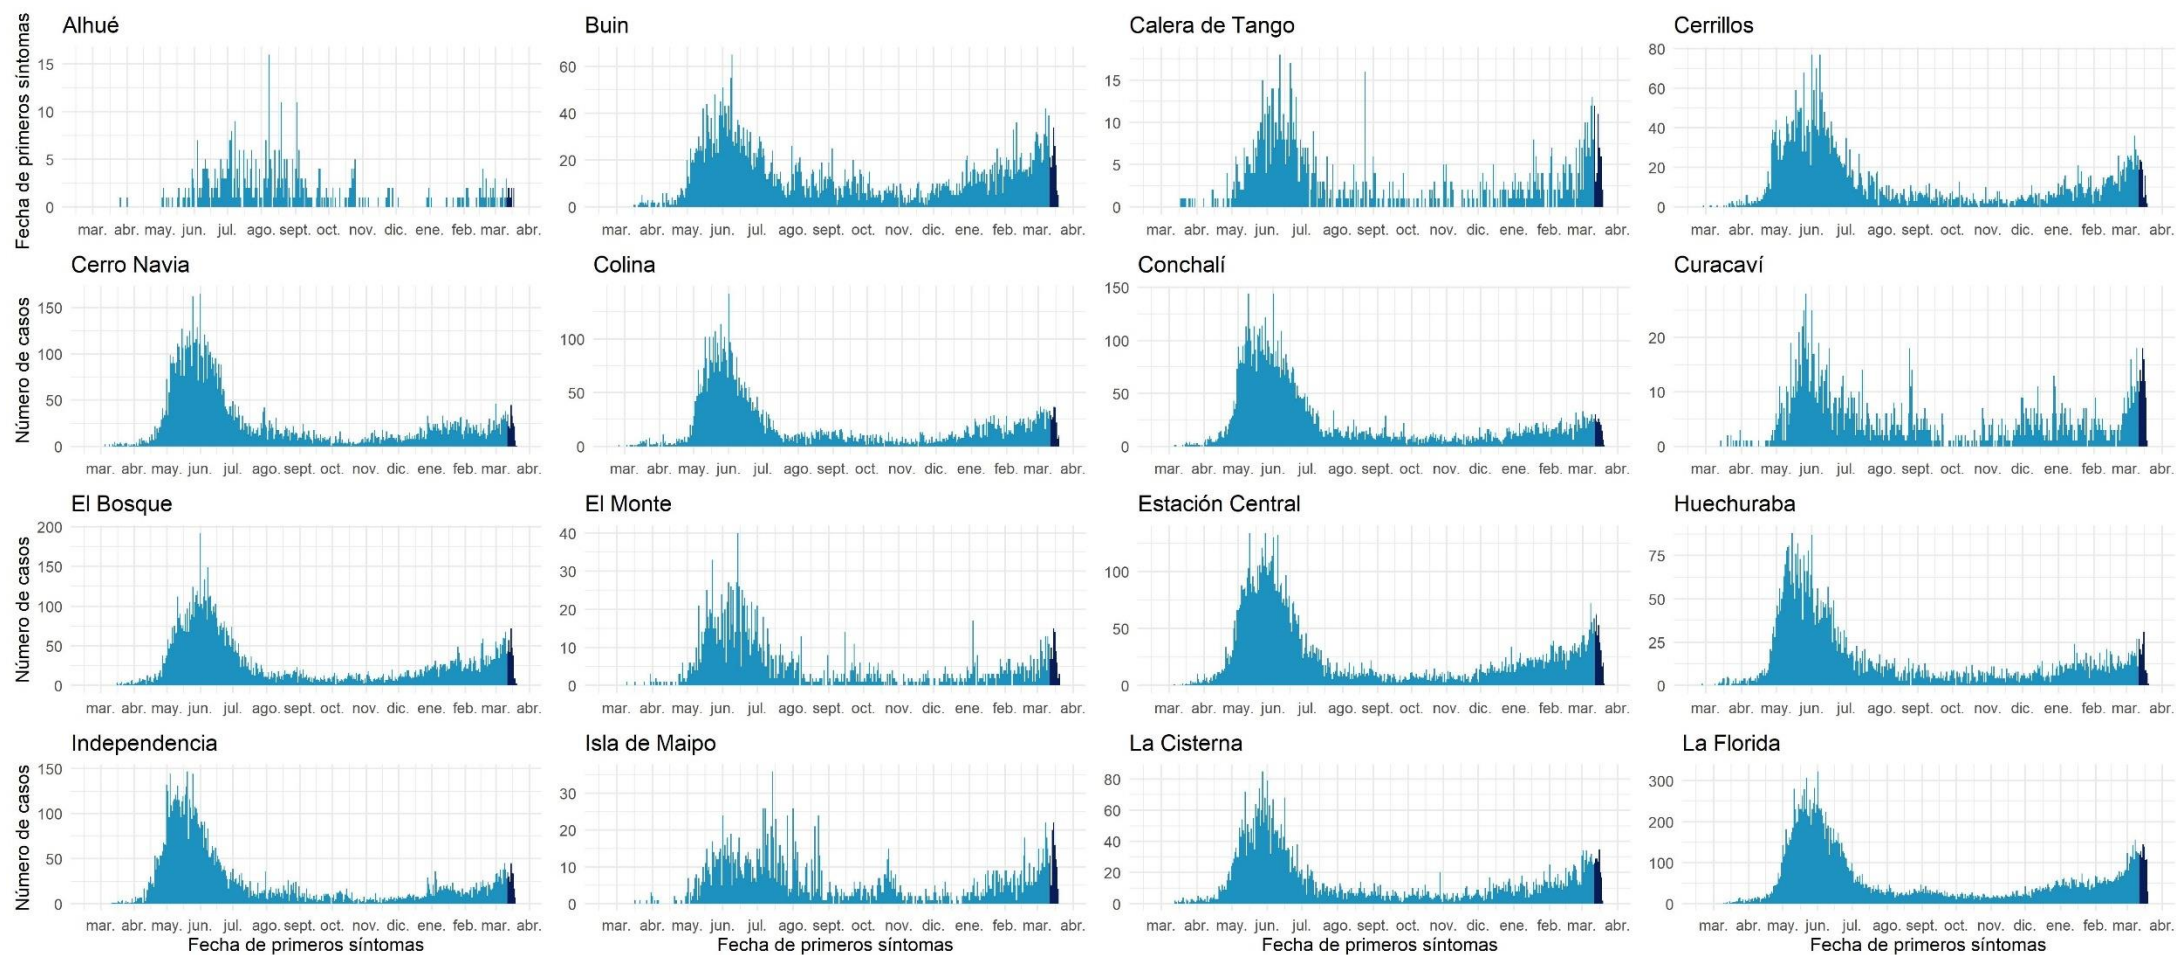 Alhué
Fecha de primeros síntomas
15
10
5
0
mar. abr. may. jun. jul. ago. sept. oct. nov. dic. ene. feb. mar. abr.
Buin
60
40
20
0
mar. abr. may. jun. jul. ago. sept. oct. nov. dic. ene. feb. mar. abr.
Calera de Tango
15
10
5
0
mar. abr. may. jun. jul. ago. sept. oct. nov. dic. ene. feb. mar. abr.
Cerrillos
80
60
40
20
0
mar. abr. may. jun. jul. ago. sept. oct. nov. dic. ene. feb. mar. abr.
Cerro Navia
Número de casos
150
100
50
0
mar. abr. may. jun. jul. ago. sept. oct. nov. dic. ene. feb. mar. abr.
Colina
100
50
0
mar. abr. may. jun. jul. ago. sept. oct. nov. dic. ene. feb. mar. abr.
Conchalí
150
100
50
0
mar. abr. may. jun. jul. ago. sept. oct. nov. dic. ene. feb. mar. abr.
Curacaví
20
10
0
mar. abr. may. jun. jul. ago. sept. oct. nov. dic. ene. feb. mar. abr.
El Bosque
Número de casos
200
150
100
50
0
mar. abr. may. jun. jul. ago. sept. oct. nov. dic. ene. feb. mar. abr.
El Monte
40
30
20
10
0
mar. abr. may. jun. jul. ago. sept. oct. nov. dic. ene. feb. mar. abr.
Estación Central
100
50
0
mar. abr. may. jun. jul. ago. sept. oct. nov. dic. ene. feb. mar. abr.
Huechuraba
75
50
25
0
mar. abr. may. jun. jul. ago. sept. oct. nov. dic. ene. feb. mar. abr.
Independencia
Número de casos
150
100
50
0
mar. abr. may. jun. jul. ago. sept. oct. nov. dic. ene. feb. mar. abr.
Fecha de primeros síntomas
Isla de Maipo
30
20
10
0
mar. abr. may. jun. jul. ago. sept. oct. nov. dic. ene. feb. mar. abr.
Fecha de primeros síntomas
La Cisterna
80
60
40
20
0
mar. abr. may. jun. jul. ago. sept. oct. nov. dic. ene. feb. mar. abr.
Fecha de primeros síntomas
La Florida
300
200
100
0
mar. abr. may. jun. jul. ago. sept. oct. nov. dic. ene. feb. mar. abr.
Fecha de primeros síntomas